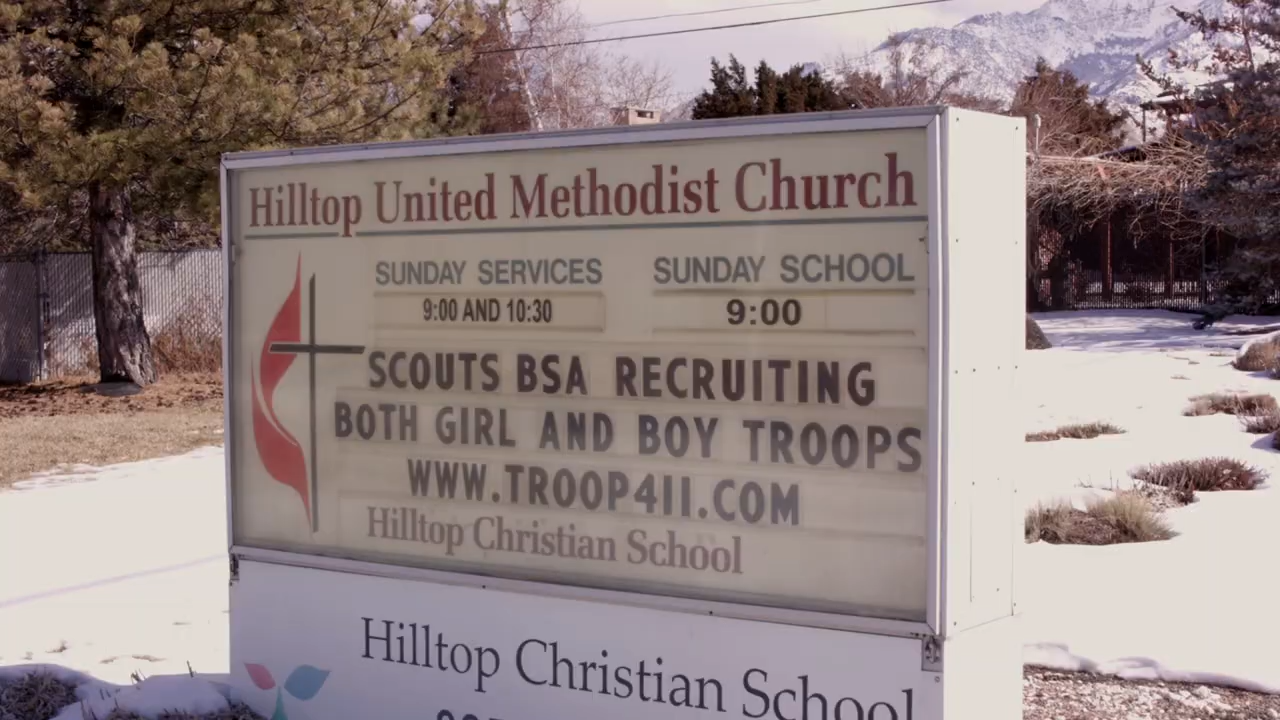 Hilltop United Methodist Church
SUNDAY SERVICES SUNDAY SCHOOL
9:00 AND 10:30 9:00
SCOUTS BSA RECRUITING
BOTH GIRL AND BOY TROOPS
WWW.TROOP411.COM
Hilltop Christian School
Hilltop Christian School